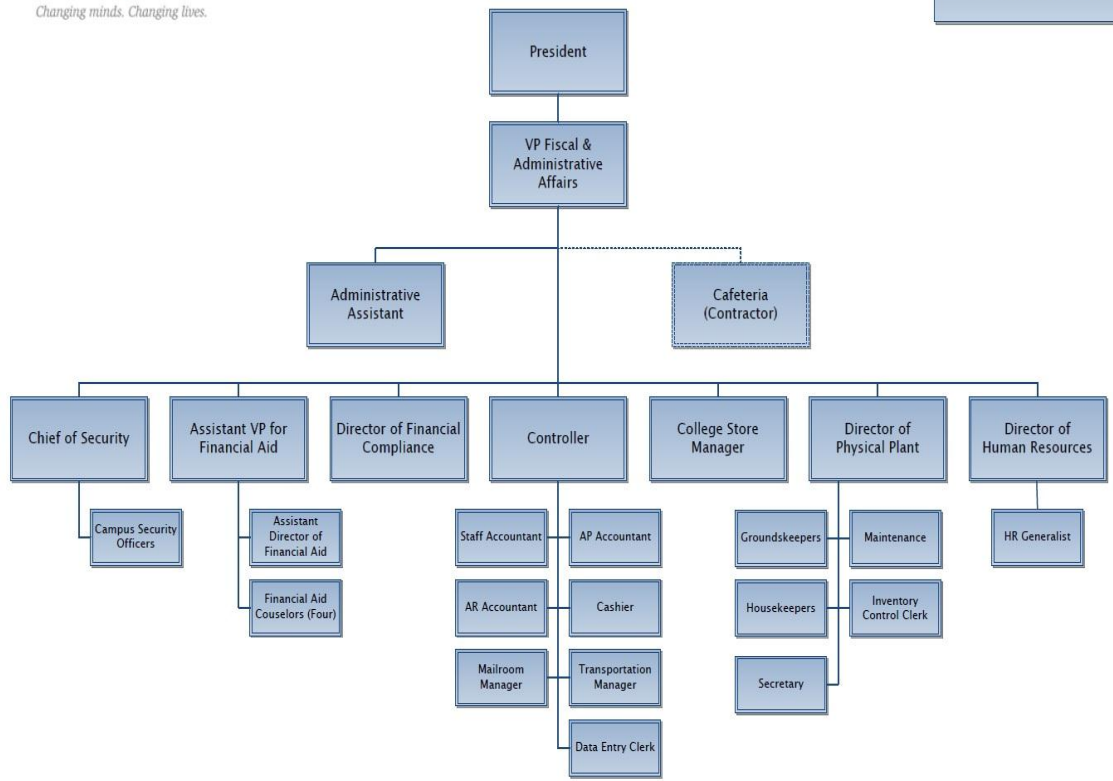 Changing minds. Changing lives.
President
VP Fiscal &
Administrative
Affairs
Administrative
Assistant
Cafeteria
(Contractor)
Chief of Security
Assistant VP for
Financial Aid
Director of Financial
Compliance
Controller
College Store
Manager
Director of
Physical Plant
Director of
Human Resources
Campus Security
Officers
Assistant
Director of
Financial Aid
Financial Aid
Couselors (Four)
Staff Accountant
AP Accountant
AR Accountant
Cashier
Mailroom
Manager
Transportation
Manager
Data Entry Clerk
Groundskeepers
Maintenance
Housekeepers
Inventory
Control Clerk
Secretary
HR Generalist